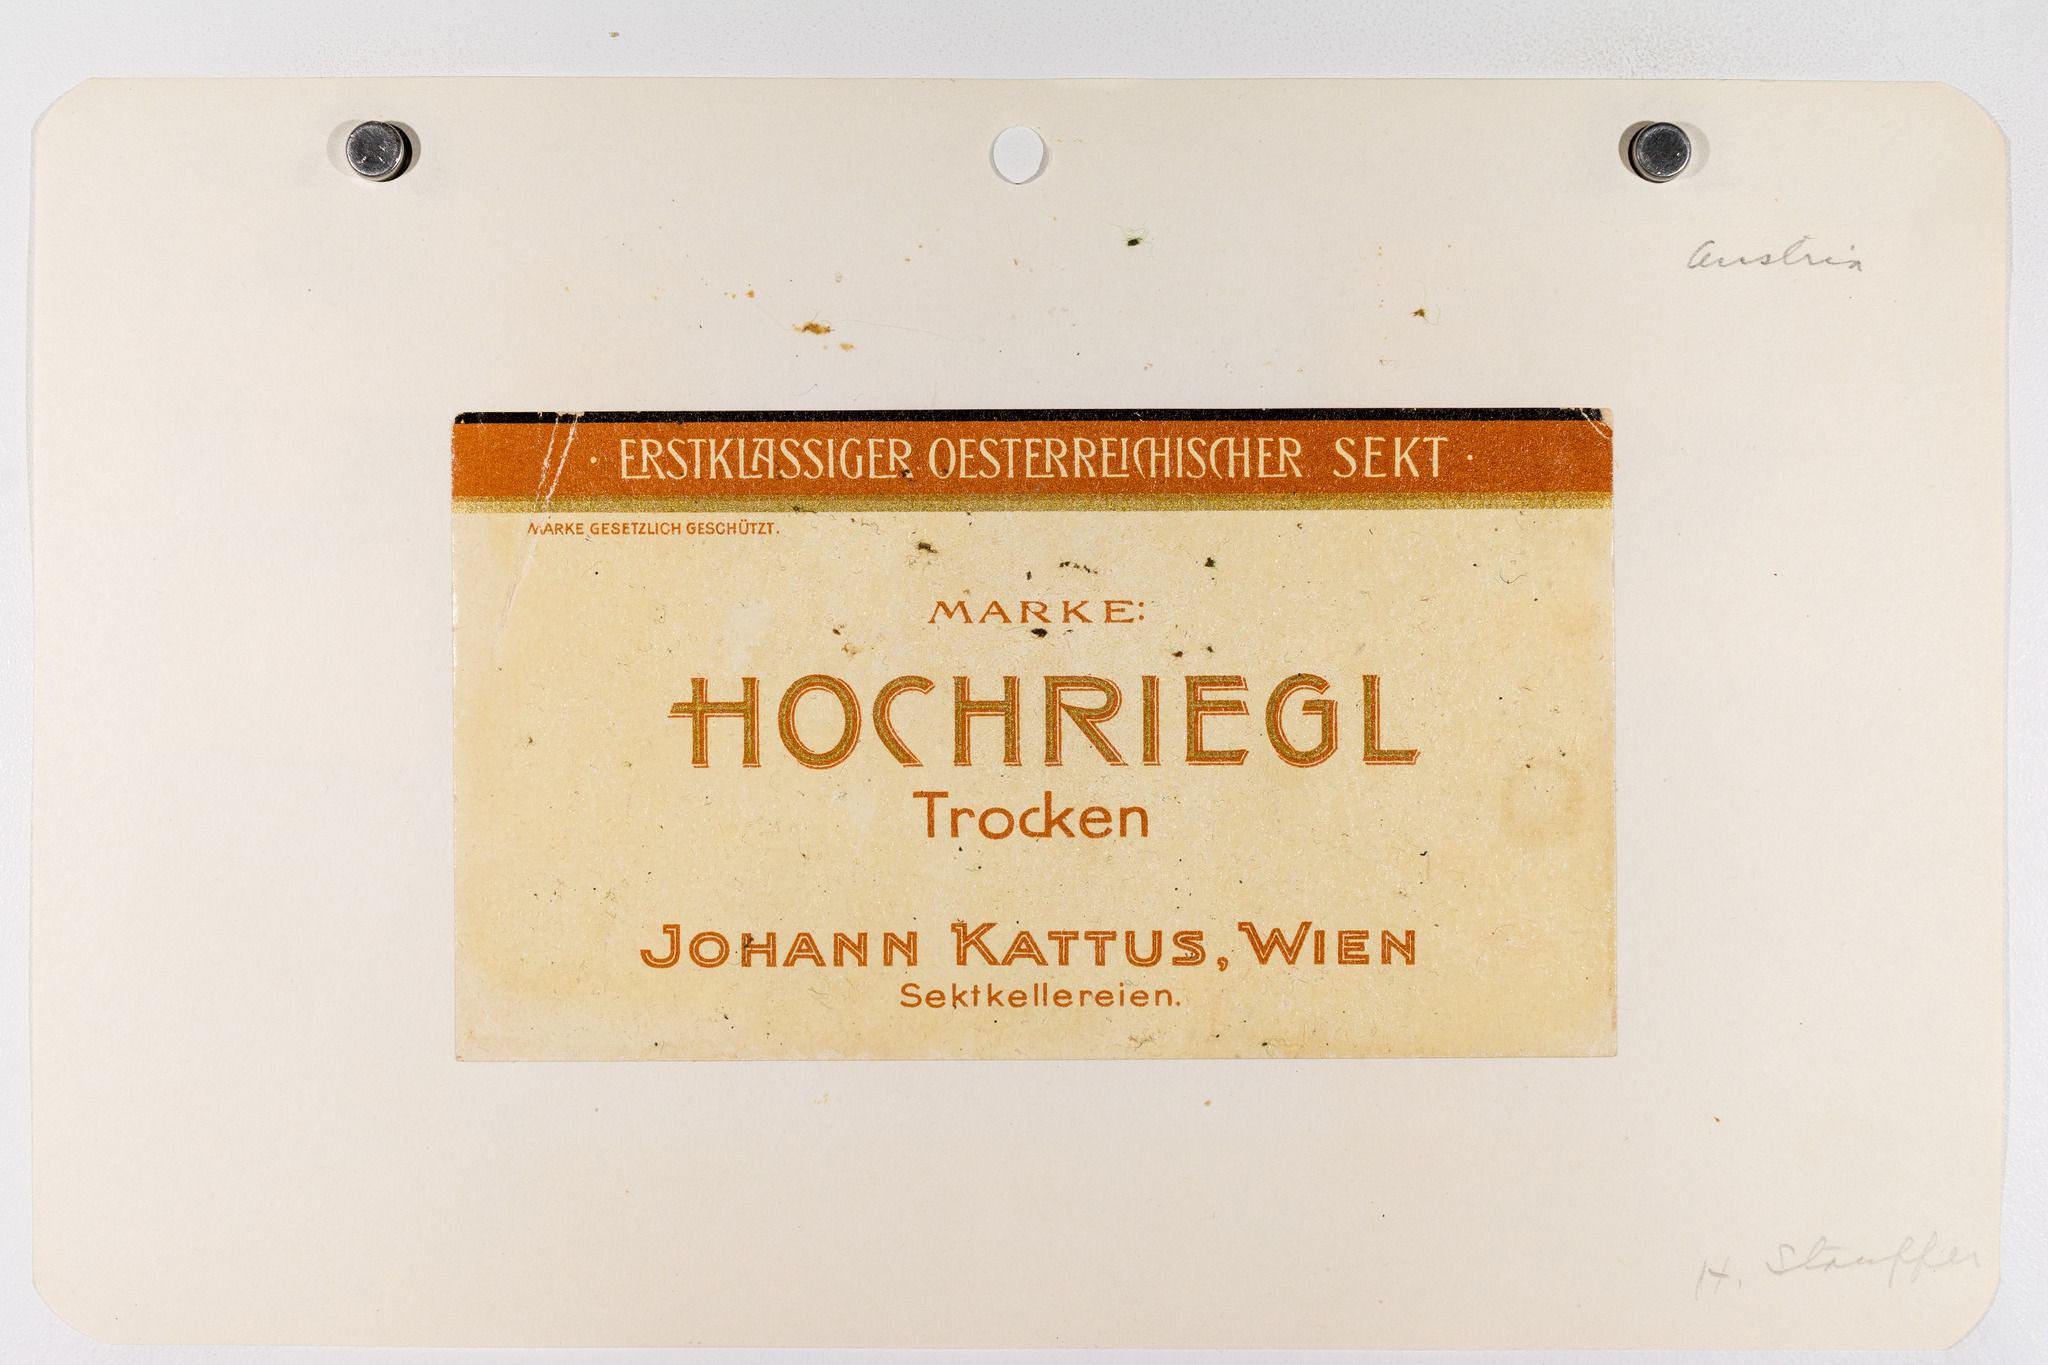 Austria
· ERSTKLASSIGER OESTERREICHISCHER SEKT ·
MARKE GESETZLICH GESCHÜTZT.
MARKE:
HOCHRIEGL
Trocken
JOHANN KATTUS, WIEN
Sektkellereien.
H. Stauffer